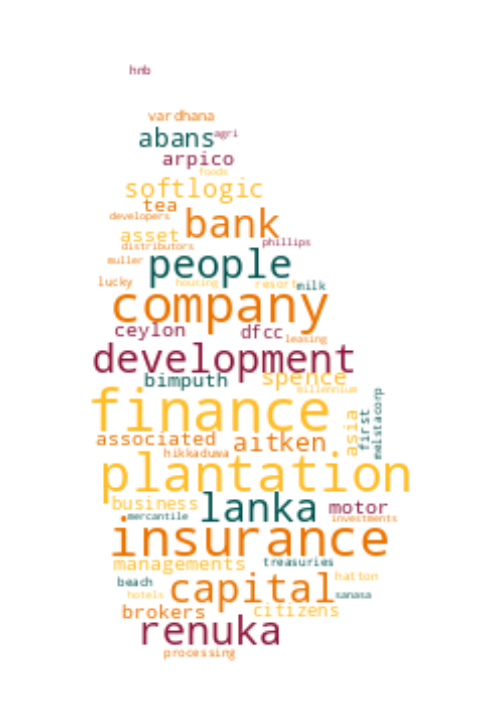 hnb
vardhana
abans agri
arpico
foods
softlogic
tea
developers
bank
asset
phillips
distributors
people
muller
lucky housing resort milk
company
ceylon dfcc
leasing
development
bimputh spence
millennium
finance
asia
first
melstacorp
associated aitken
hikkaduwa
plantation
business lanka motor
mercantile investments
insurance
managements treasuries
beach capital hatton
hotels sanasa
brokers citizens
renuka
processing